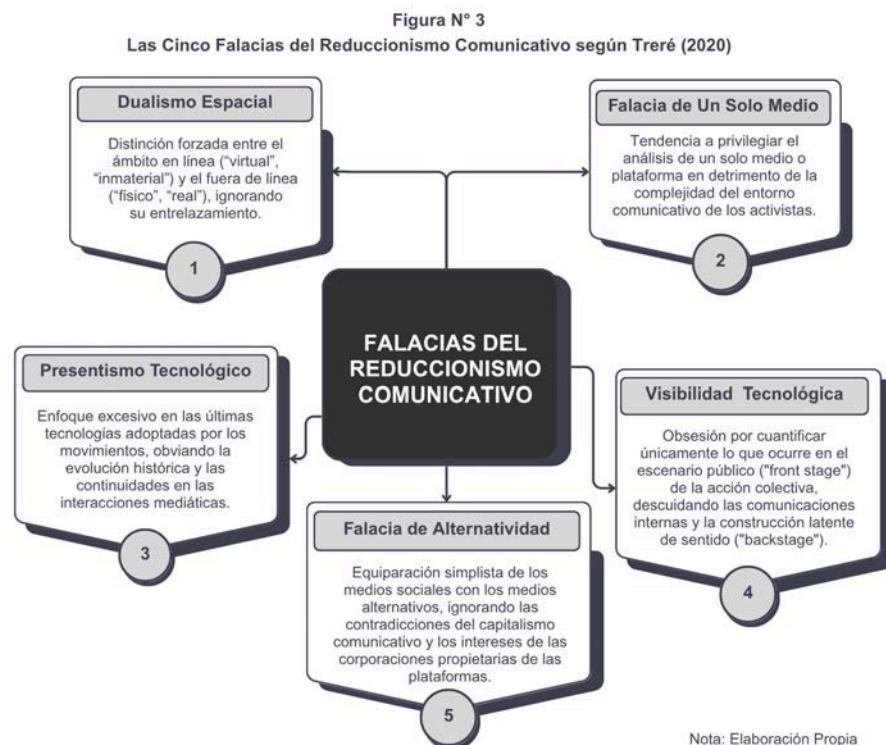 Figura N° 3
Las Cinco Falacias del Reduccionismo Comunicativo según Treré (2020)
Dualismo Espacial
Distinción forzada entre el
ámbito en línea (“virtual”,
“inmaterial”) y el fuera de línea
(“físico”, “real”), ignorando
su entrelazamiento.
1
Falacia de Un Solo Medio
Tendencia a privilegiar el
análisis de un solo medio o
plataforma en detrimento de la
complejidad del entorno
comunicativo de los activistas.
2
FALACIAS DEL
REDUCCIONISMO
COMUNICATIVO
Presentismo Tecnológico
Enfoque excesivo en las últimas
tecnologías adoptadas por los
movimientos, obviando la
evolución histórica y las
continuidades en las
interacciones mediáticas.
3
Visibilidad Tecnológica
Obsesión por cuantificar
únicamente lo que ocurre en el
escenario público ("front stage")
de la acción colectiva,
descuidando las comunicaciones
internas y la construcción latente
de sentido ("backstage").
4
Falacia de Alternatividad
Equiparación simplista de los
medios sociales con los medios
alternativos, ignorando las
contradicciones del capitalismo
comunicativo y los intereses de las
corporaciones propietarias de las
plataformas.
5
Nota: Elaboración Propia